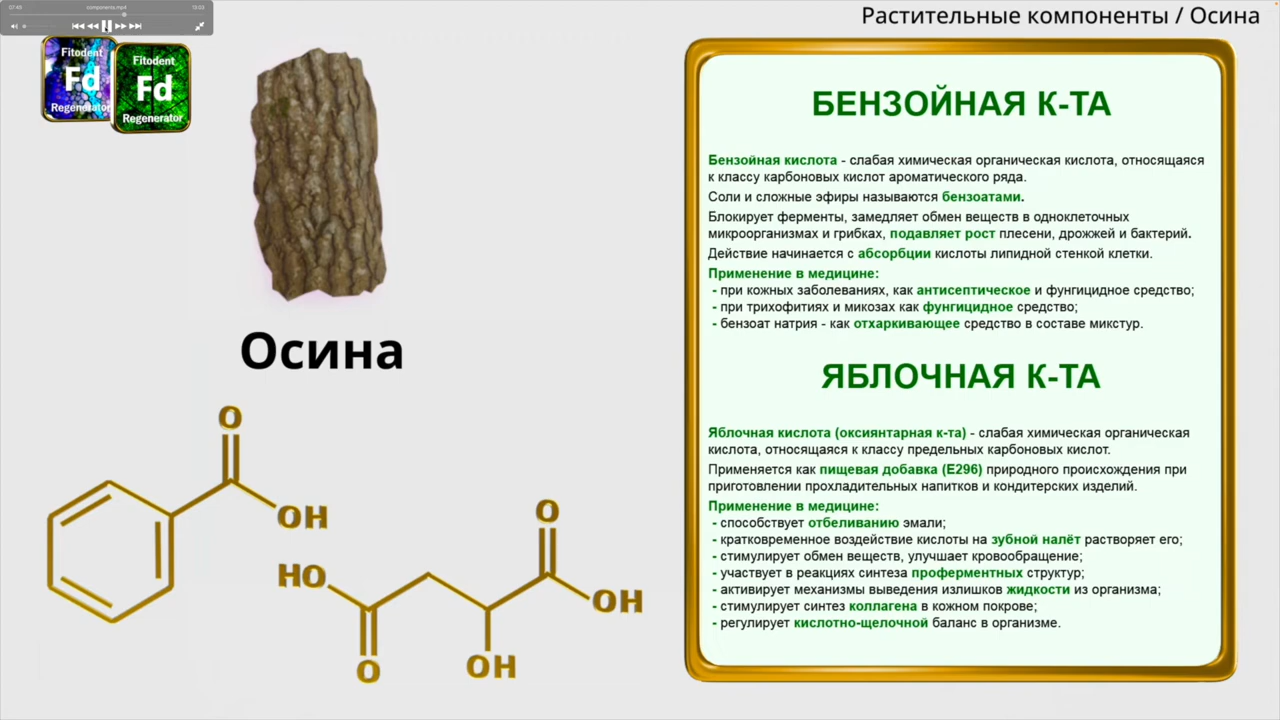 07:49 components.mp4 13:03
Растительные компоненты / Осина
Fitodent
Fd
Regenerator
Fitodent
Fd
Regenerator
Осина
O
OH
O
HO
OH
O
OH
БЕНЗОЙНАЯ К-ТА
Бензойная кислота - слабая химическая органическая кислота, относящаяся
к классу карбоновых кислот ароматического ряда.
Соли и сложные эфиры называются бензоатами.
Блокирует ферменты, замедляет обмен веществ в одноклеточных
микроорганизмах и грибках, подавляет рост плесени, дрожжей и бактерий.
Действие начинается с абсорбции кислоты липидной стенкой клетки.
Применение в медицине:
- при кожных заболеваниях, как антисептическое и фунгицидное средство;
- при трихофитиях и микозах как фунгицидное средство;
- бензоат натрия - как отхаркивающее средство в составе микстур.
ЯБЛОЧНАЯ К-ТА
Яблочная кислота (оксиянтарная к-та) - слабая химическая органическая
кислота, относящаяся к классу предельных карбоновых кислот.
Применяется как пищевая добавка (Е296) природного происхождения при
приготовлении прохладительных напитков и кондитерских изделий.
Применение в медицине:
- способствует отбеливанию эмали;
- кратковременное воздействие кислоты на зубной налёт растворяет его;
- стимулирует обмен веществ, улучшает кровообращение;
- участвует в реакциях синтеза проферментных структур;
- активирует механизмы выведения излишков жидкости из организма;
- стимулирует синтез коллагена в кожном покрове;
- регулирует кислотно-щелочной баланс в организме.